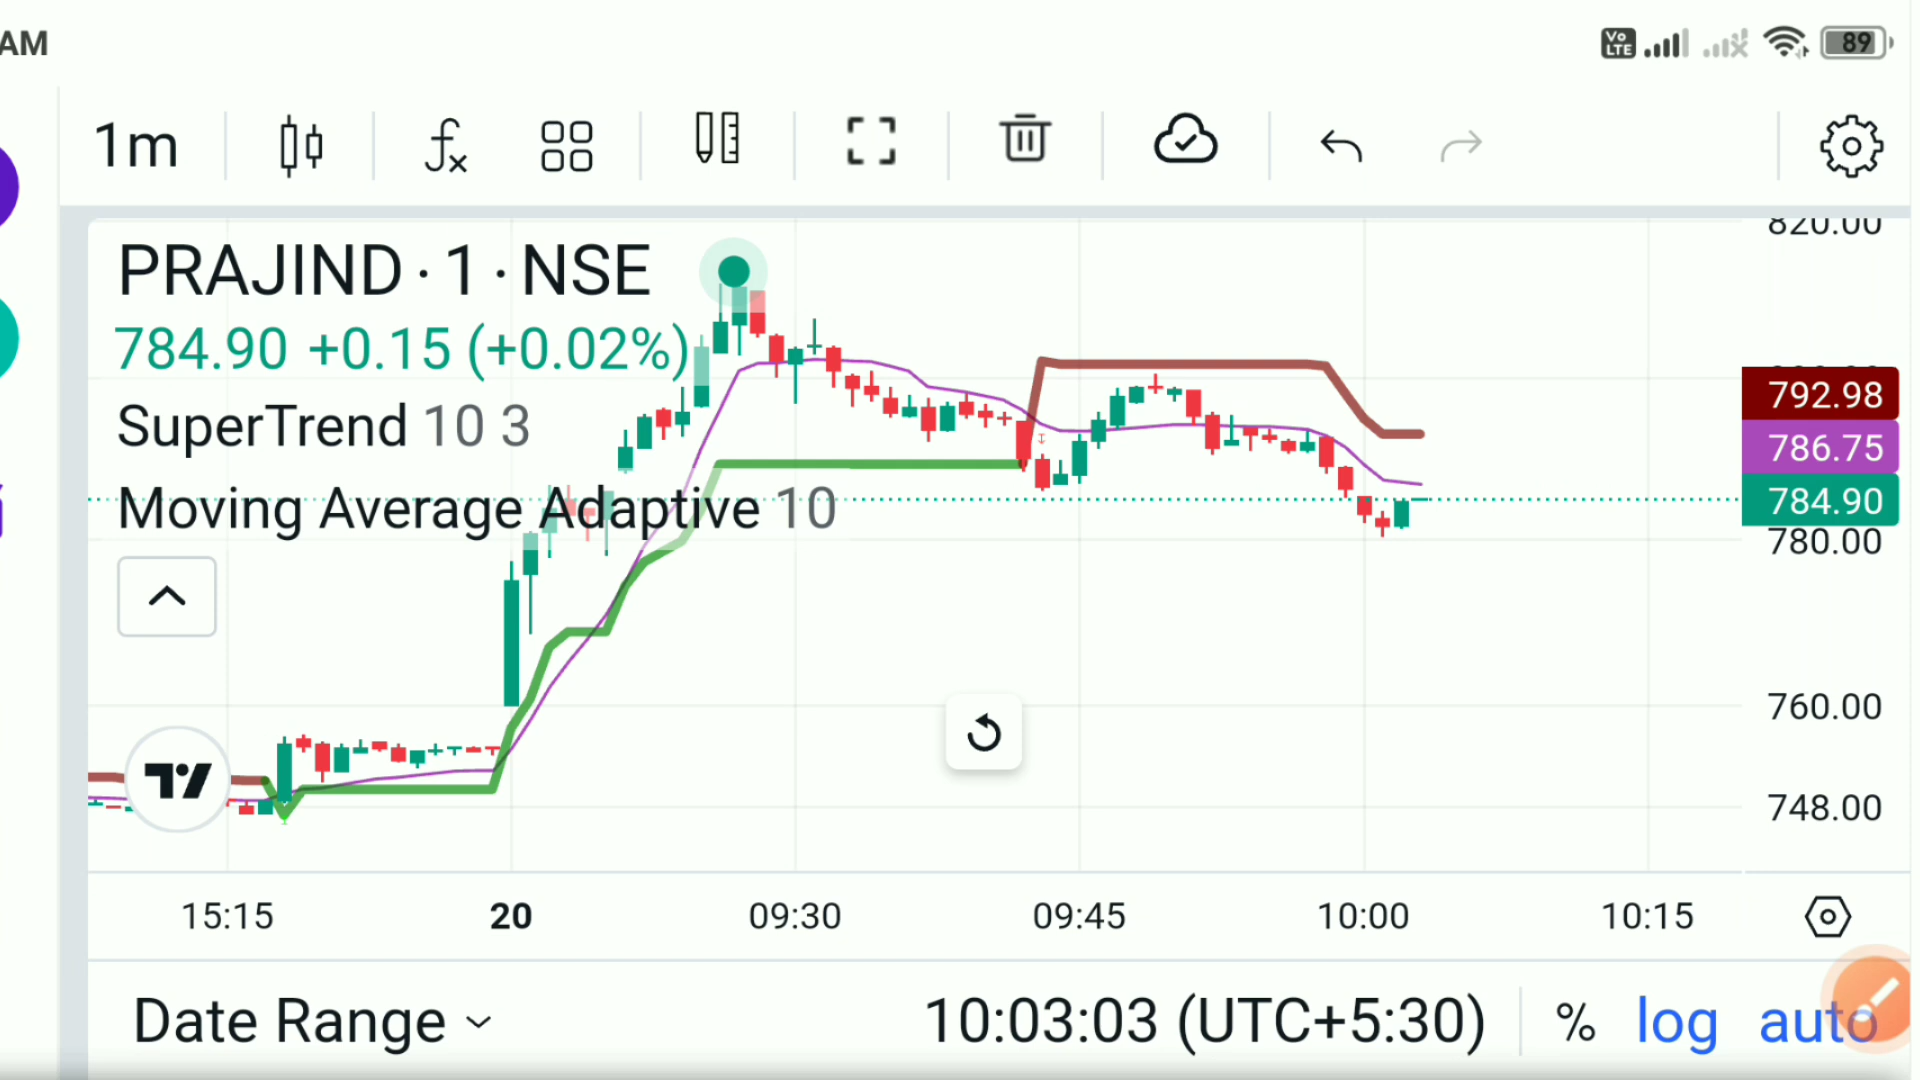 AM
Vo LTE
89
1m
PRAJIND · 1 · NSE
784.90 +0.15 (+0.02%)
SuperTrend 10 3
Moving Average Adaptive 10
820.00
792.98
786.75
784.90
780.00
760.00
748.00
15:15 20 09:30 09:45 10:00 10:15
Date Range
10:03:03 (UTC+5:30) % log auto